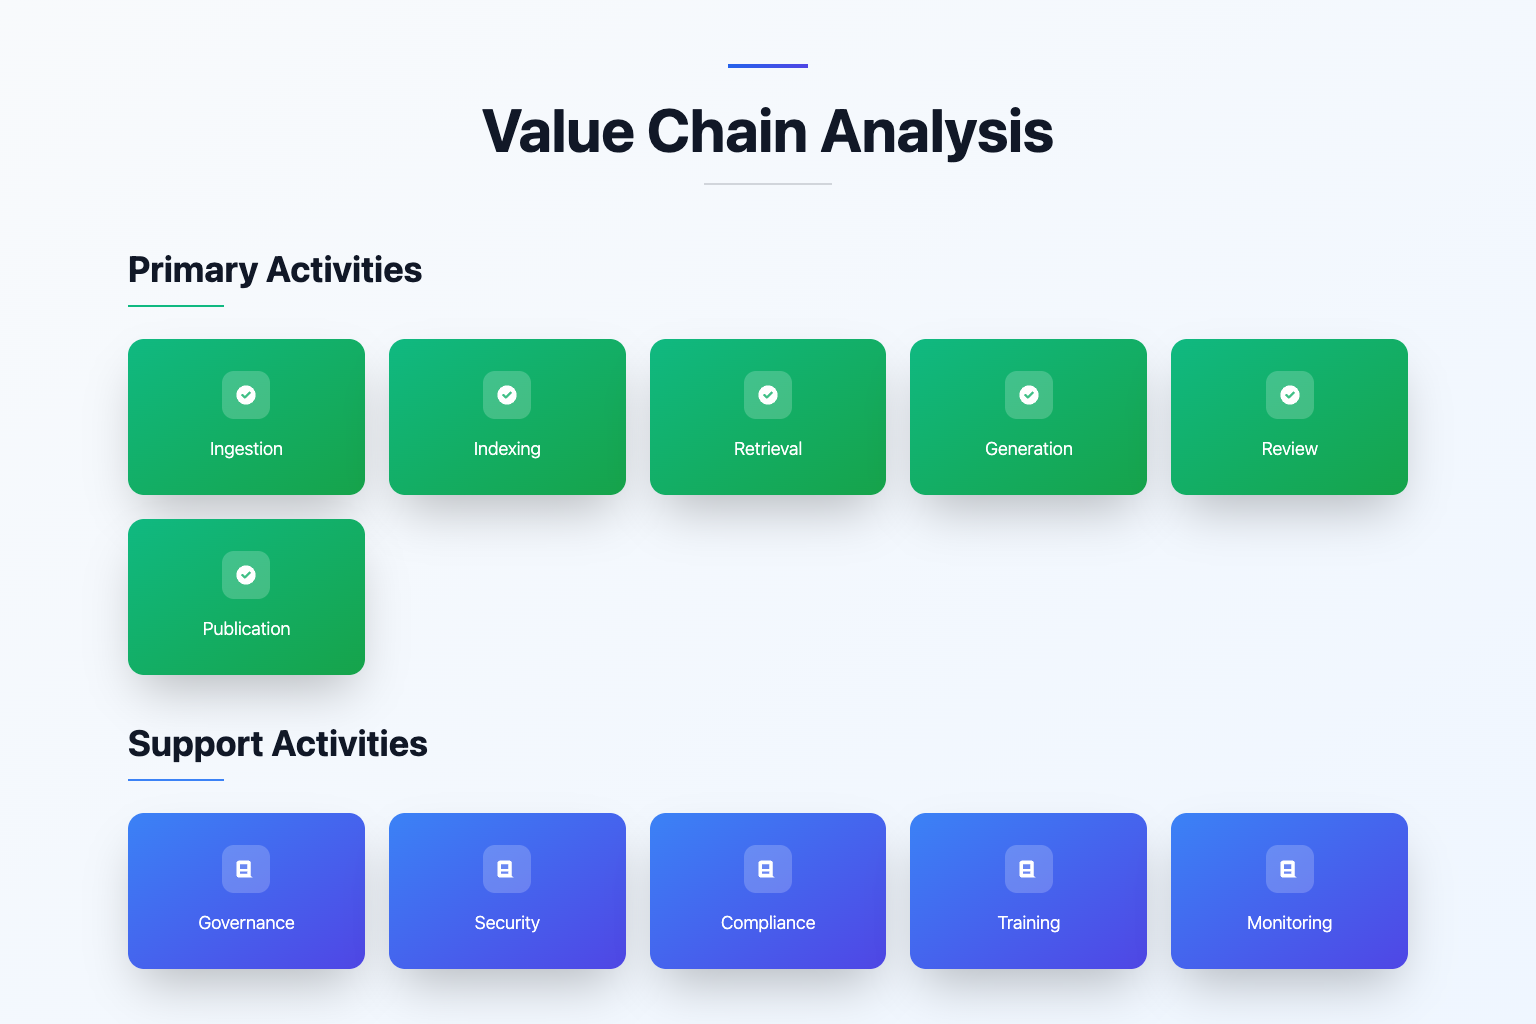 Value Chain Analysis
Primary Activities
Ingestion
Indexing
Retrieval
Generation
Review
Publication
Support Activities
Governance
Security
Compliance
Training
Monitoring